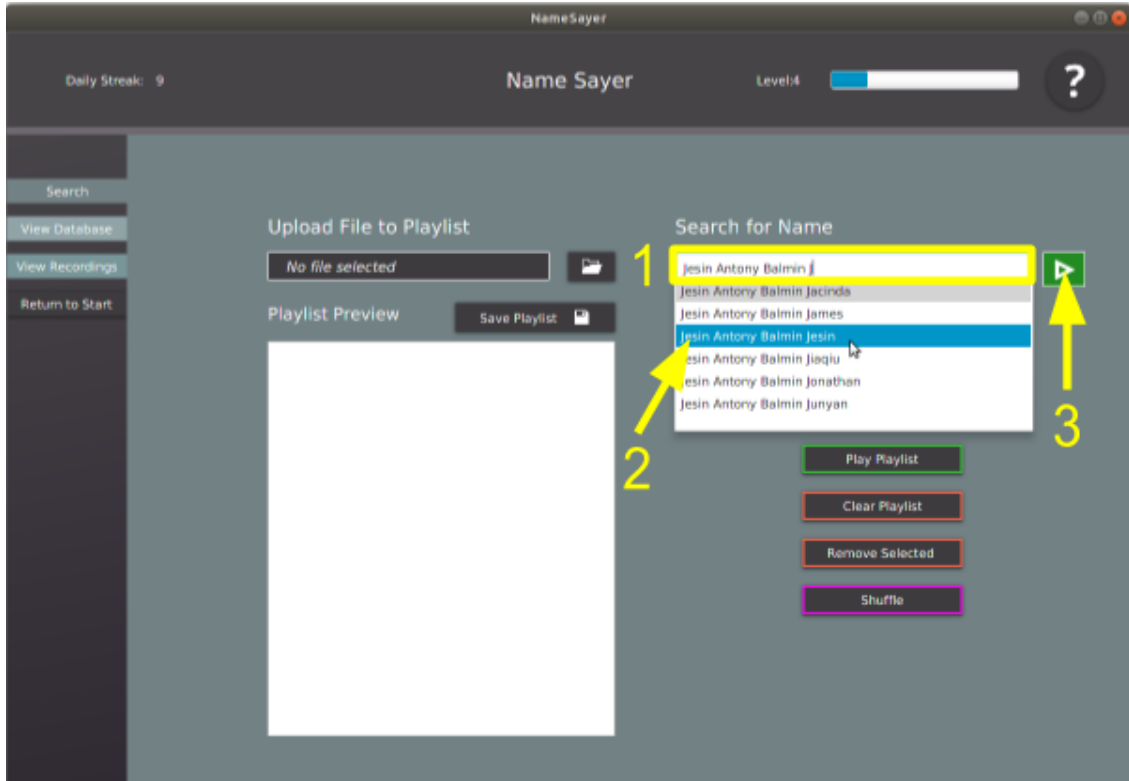 NameSayer
Daily Streak: 9
Name Sayer
Level:4
?
Search
View Database
View Recordings
Return to Start
Upload File to Playlist
No file selected
Playlist Preview
Save Playlist
Search for Name
1
Jesin Antony Balmin J
Jesin Antony Balmin Jacinda
Jesin Antony Balmin James
Jesin Antony Balmin Jesin
Jesin Antony Balmin Jiaqiu
Jesin Antony Balmin Jonathan
Jesin Antony Balmin Junyan
2
3
Play Playlist
Clear Playlist
Remove Selected
Shuffle